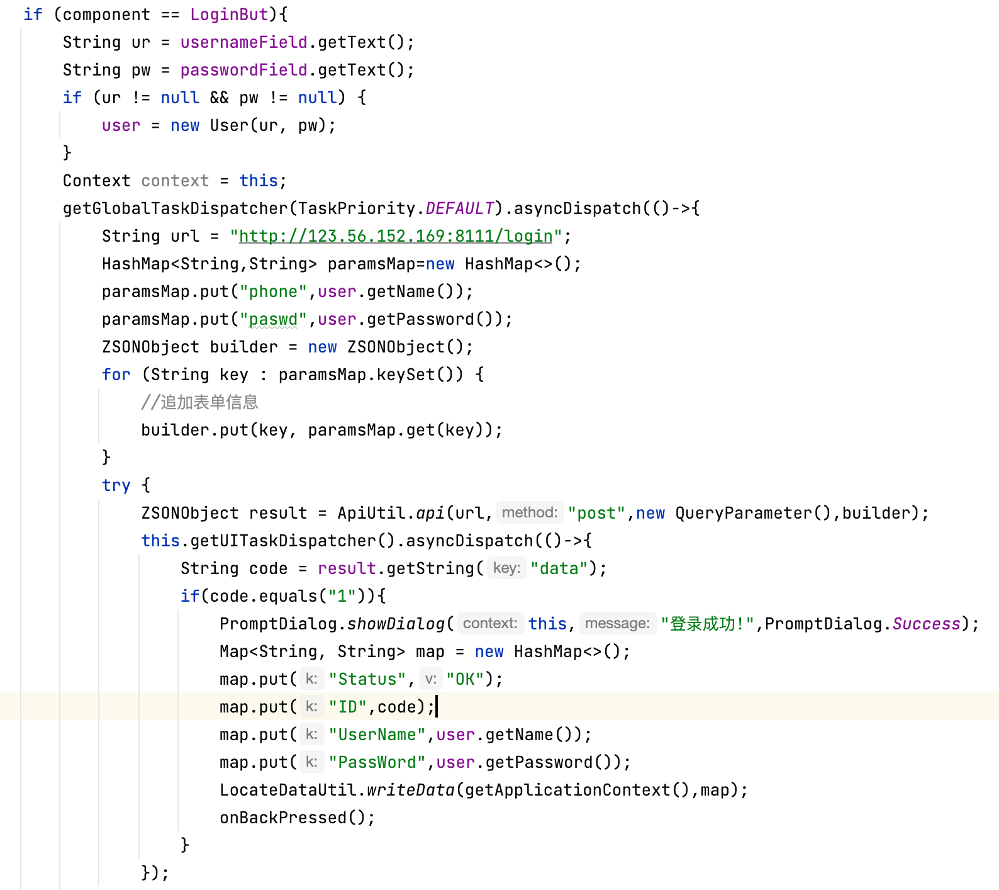 if (component == LoginBut){
String ur = usernameField.getText();
String pw = passwordField.getText();
if (ur != null && pw != null) {
user = new User(ur, pw);
}
Context context = this;
getGlobalTaskDispatcher(TaskPriority.DEFAULT).asyncDispatch(()->{
String url = "http://123.56.152.169:8111/login";
HashMap<String,String> paramsMap=new HashMap<>();
paramsMap.put("phone",user.getName());
paramsMap.put("paswd",user.getPassword());
ZSONObject builder = new ZSONObject();
for (String key : paramsMap.keySet()) {
//追加表单信息
builder.put(key, paramsMap.get(key));
}
try {
ZSONObject result = ApiUtil.api(url, method: "post",new QueryParameter(),builder);
this.getUITaskDispatcher().asyncDispatch(()->{
String code = result.getString( key: "data");
if(code.equals("1")){
PromptDialog.showDialog( context: this, message: "登录成功!",PromptDialog.Success);
Map<String, String> map = new HashMap<>();
map.put( k: "Status", v: "OK");
map.put( k: "ID",code);
map.put( k: "UserName",user.getName());
map.put( k: "PassWord",user.getPassword());
LocateDataUtil.writeData(getApplicationContext(),map);
onBackPressed();
}
});